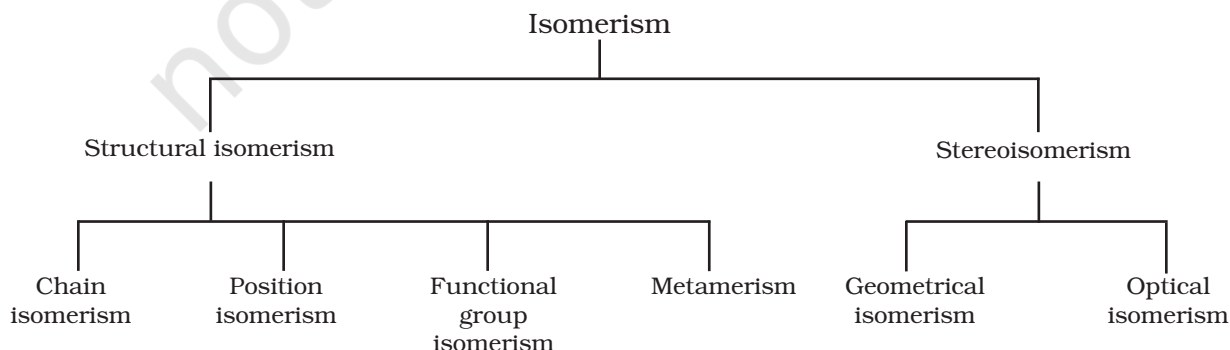 Isomerism
Structural isomerism
Stereoisomerism
Chain
isomerism
Position
isomerism
Functional
group
isomerism
Metamerism
Geometrical
isomerism
Optical
isomerism